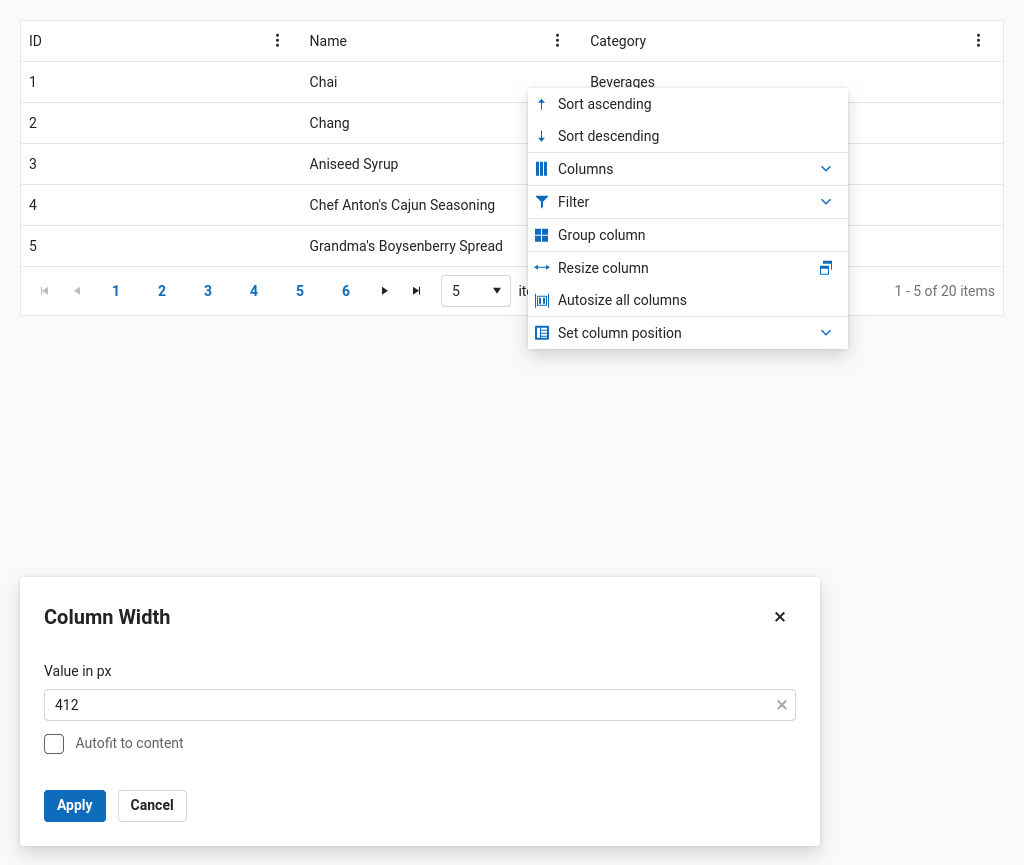 ID Name Category
1 Chai Beverages
2 Chang
3 Aniseed Syrup
4 Chef Anton's Cajun Seasoning
5 Grandma's Boysenberry Spread
1 2 3 4 5 6 5 1 - 5 of 20 items
Sort ascending
Sort descending
Columns
Filter
Group column
Resize column
Autosize all columns
Set column position
Column Width
Value in px
412
Autofit to content
Apply Cancel